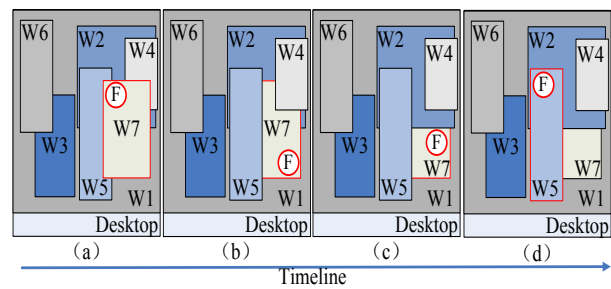 W6 W2 W4 F W3 W7 W5 W1 Desktop
W6 W2 W4 W3 W7 F W5 W1 Desktop
W6 W2 W4 W3 F W7 W5 W1 Desktop
W6 W2 W4 F W3 W7 W5 W1 Desktop
(a) (b) (c) (d)
Timeline